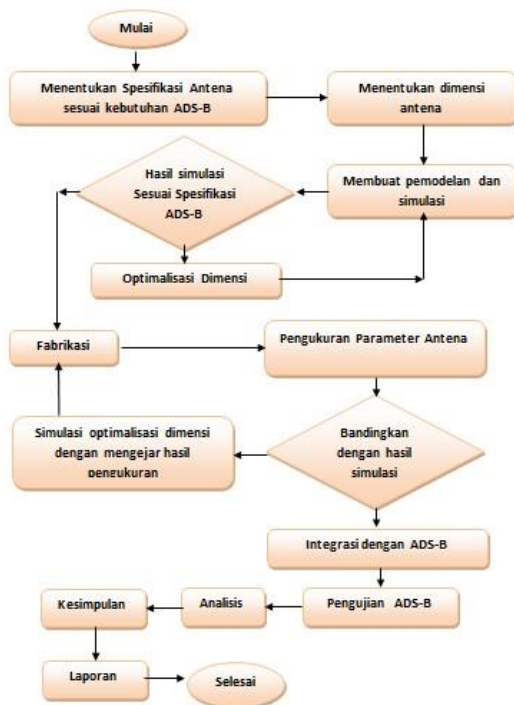 Mulai
Menentukan Spesifikasi Antena
sesuai kebutuhan ADS-B
Menentukan dimensi
antena
Hasil simulasi
Sesuai Spesifikasi
ADS-B
Membuat pemodelan dan
simulasi
Optimalisasi Dimensi
Fabrikasi
Pengukuran Parameter Antena
Simulasi optimalisasi dimensi
dengan mengejar hasil
pengukuran
Bandingkan
dengan hasil
simulasi
Integrasi dengan ADS-B
Kesimpulan
Analisis
Pengujian ADS-B
Laporan
Selesai